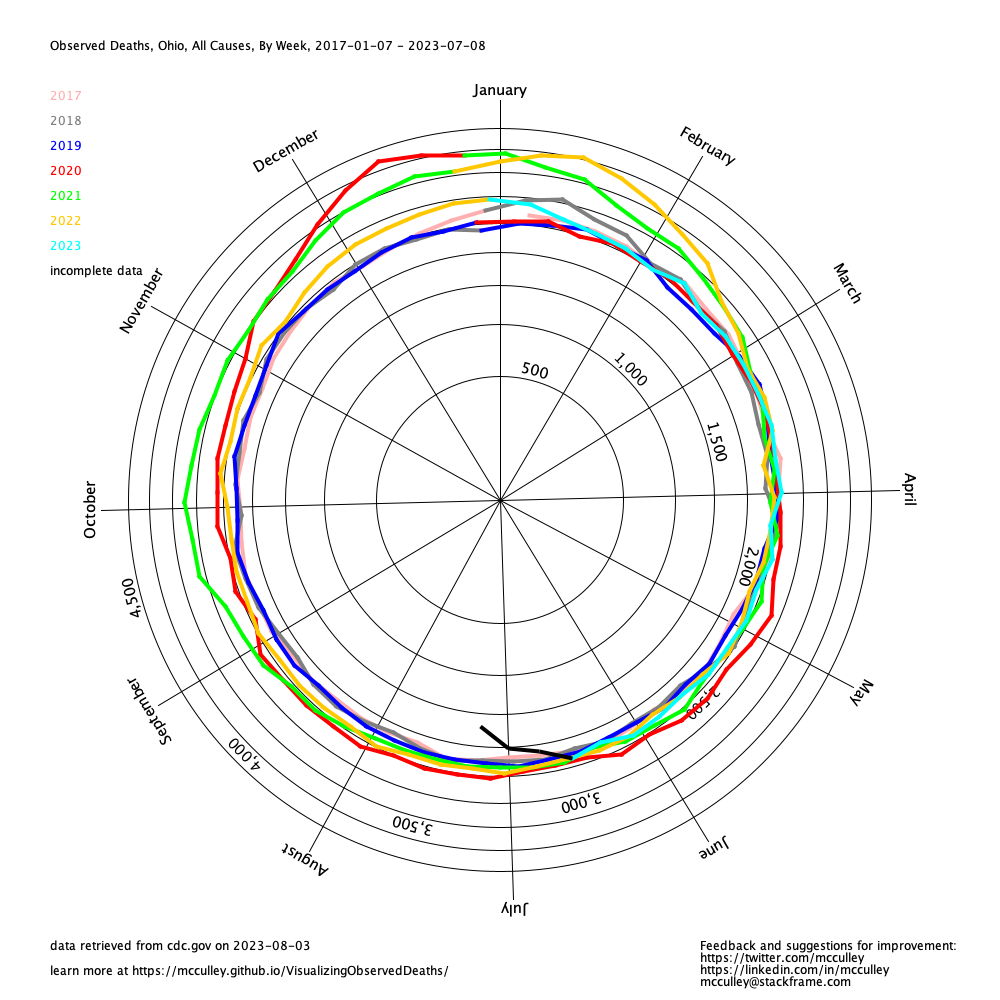 Observed Deaths, Ohio, All Causes, By Week, 2017-01-07 - 2023-07-08
January
2017
2018
2019
2020
2021
2022
2023
incomplete data
December
February
November
March
500
1,000
1,500
October
April
2,000
4,500
2,500
September
May
4,000
3,000
3,500
August
June
July
data retrieved from cdc.gov on 2023-08-03
learn more at https://mcculley.github.io/VisualizingObservedDeaths/
Feedback and suggestions for improvement:
https://twitter.com/mcculley
https://linkedin.com/in/mcculley
mcculley@stackframe.com